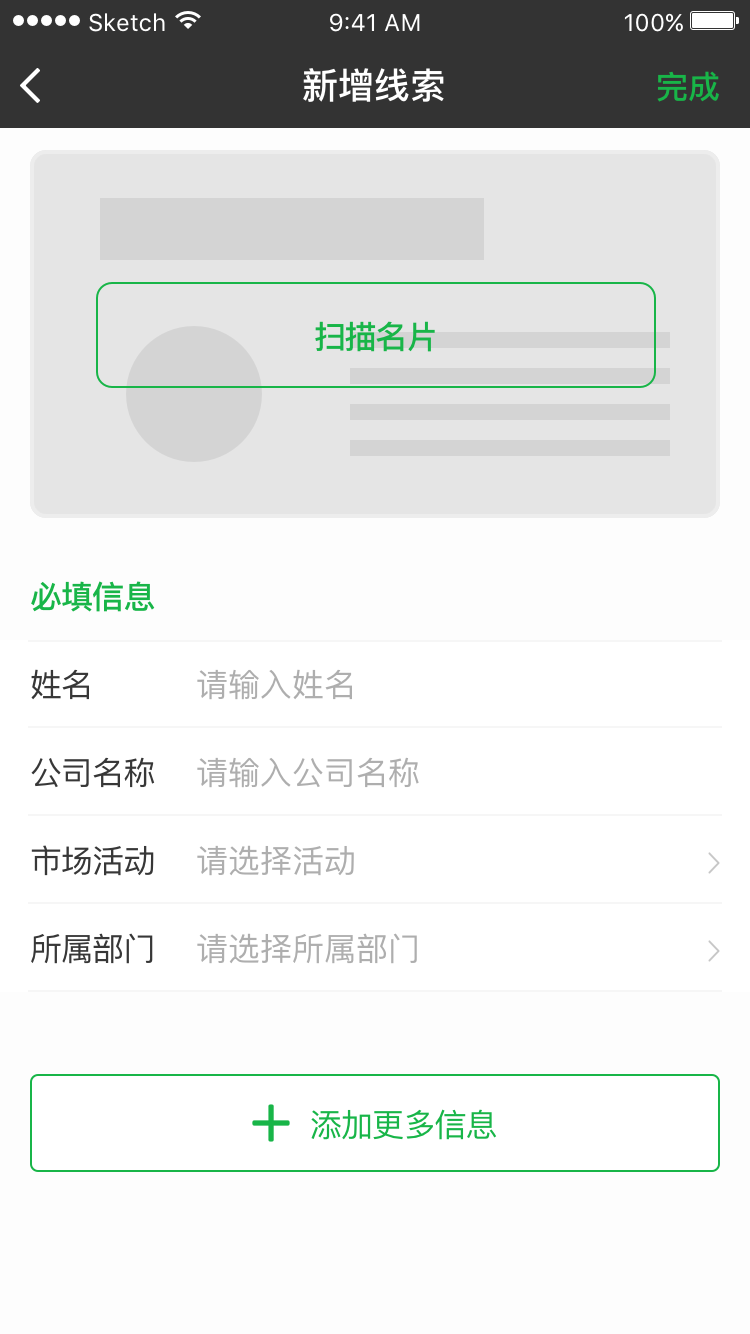 Sketch 9:41 AM 100%
新增线索 完成
扫描名片
必填信息
姓名 请输入姓名
公司名称 请输入公司名称
市场活动 请选择活动
所属部门 请选择所属部门
添加更多信息